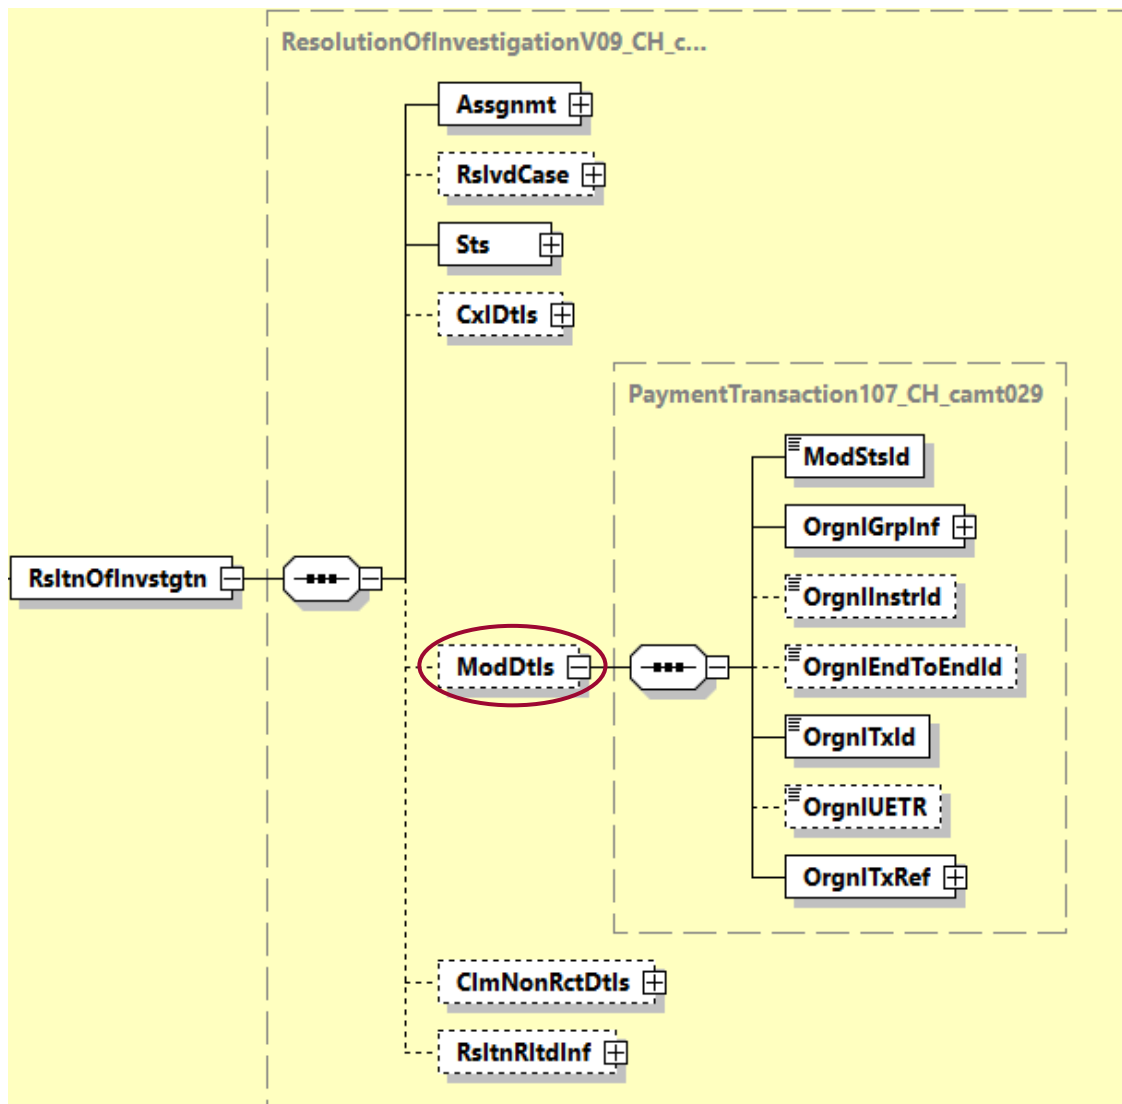 ResolutionOfInvestigationV09_CH_c...
Assgnmt
RslvdCase
Sts
CxlDtls
PaymentTransaction107_CH_camt029
ModStsId
OrgnlGrpInf
OrgnlInstrId
RsltnOfInvstgtn
ModDtls
OrgnlEndToEndId
OrgnlTxId
OrgnlUETR
OrgnlTxRef
ClmNonRctDtls
RsltnRltdInf